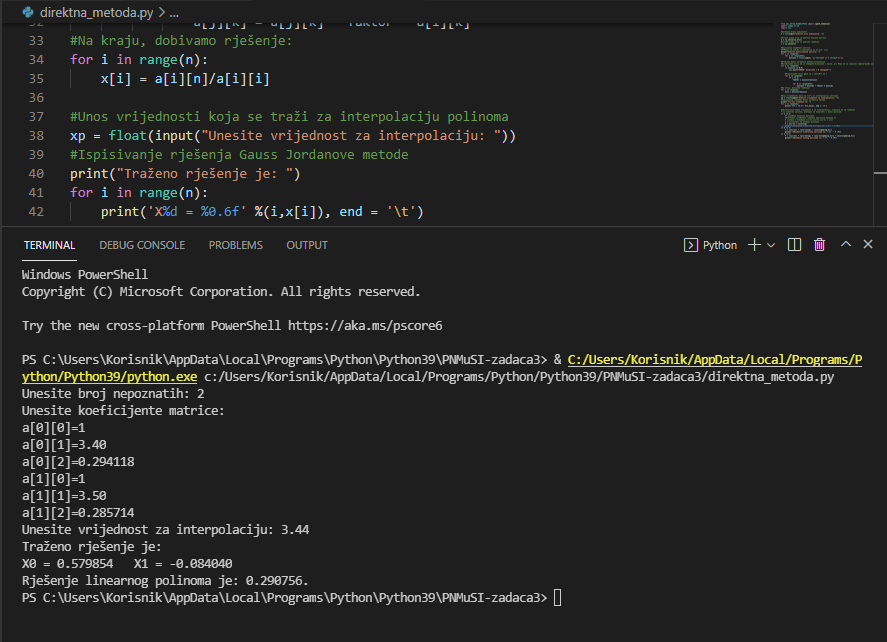 direktna_metoda.py > ...
32 a[j][k] = a[j][k] - faktor * a[i][k]
33 #Na kraju, dobivamo rješenje:
34 for i in range(n):
35 x[i] = a[i][n]/a[i][i]
36
37 #Unos vrijednosti koja se traži za interpolaciju polinoma
38 xp = float(input("Unesite vrijednost za interpolaciju: "))
39 #Ispisivanje rješenja Gauss Jordanove metode
40 print("Traženo rješenje je: ")
41 for i in range(n):
42 print('X%d = %0.6f' %(i,x[i]), end = '\t')
TERMINAL DEBUG CONSOLE PROBLEMS OUTPUT Python
Windows PowerShell
Copyright (C) Microsoft Corporation. All rights reserved.
Try the new cross-platform PowerShell https://aka.ms/pscore6
PS C:\Users\Korisnik\AppData\Local\Programs\Python\Python39\PNMuSI-zadaca3> & C:/Users/Korisnik/AppData/Local/Programs/P
ython/Python39/python.exe c:/Users/Korisnik/AppData/Local/Programs/Python/Python39/PNMuSI-zadaca3/direktna_metoda.py
Unesite broj nepoznatih: 2
Unesite koeficijente matrice:
a[0][0]=1
a[0][1]=3.40
a[0][2]=0.294118
a[1][0]=1
a[1][1]=3.50
a[1][2]=0.285714
Unesite vrijednost za interpolaciju: 3.44
Traženo rješenje je:
X0 = 0.579854 X1 = -0.084040
Rješenje linearnog polinoma je: 0.290756.
PS C:\Users\Korisnik\AppData\Local\Programs\Python\Python39\PNMuSI-zadaca3>